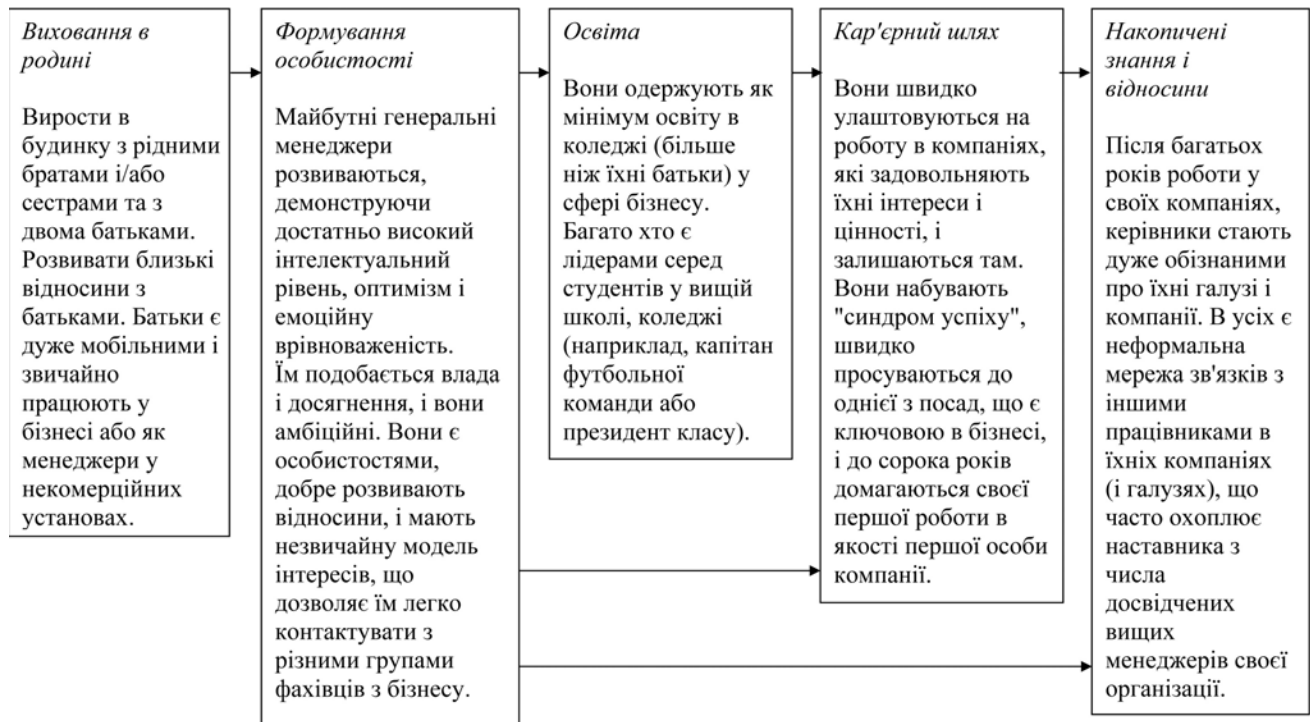 Виховання в
родині
Вирости в
будинку з рідними
братами і/або
сестрами та з
двома батьками.
Розвивати близькі
відносини з
батьками. Батьки є
дуже мобільними і
звичайно
працюють у
бізнесі або як
менеджери у
некомерційних
установах.
Формування
особистості
Майбутні генеральні
менеджери
розвиваються,
демонструючи
достатньо високий
інтелектуальний
рівень, оптимізм і
емоційну
врівноваженість.
Їм подобається влада
і досягнення, і вони
амбіційні. Вони є
особистостями,
добре розвивають
відносини, і мають
незвичайну модель
інтересів, що
дозволяє їм легко
контактувати з
різними групами
фахівців з бізнесу.
Освіта
Вони одержують як
мінімум освіту в
коледжі (більше
ніж їхні батьки) у
сфері бізнесу.
Багато хто є
лідерами серед
студентів у вищій
школі, коледжі
(наприклад, капітан
футбольної
команди або
президент класу).
Кар'єрний шлях
Вони швидко
улаштовуються на
роботу в компаніях,
які задовольняють
їхні інтереси і
цінності, і
залишаються там.
Вони набувають
"синдром успіху",
швидко
просуваються до
однієї з посад, що є
ключовою в бізнесі,
і до сорока років
домагаються своєї
першої роботи в
якості першої особи
компанії.
Накопичені
знання і
відносини
Після багатьох
років роботи у
своїх компаніях,
керівники стають
дуже обізнаними
про їхні галузі і
компанії. В усіх є
неформальна
мережа зв'язків з
іншими
працівниками в
їхніх компаніях
(і галузях), що
часто охоплює
наставника з
числа
досвідчених
вищих
менеджерів своєї
організації.